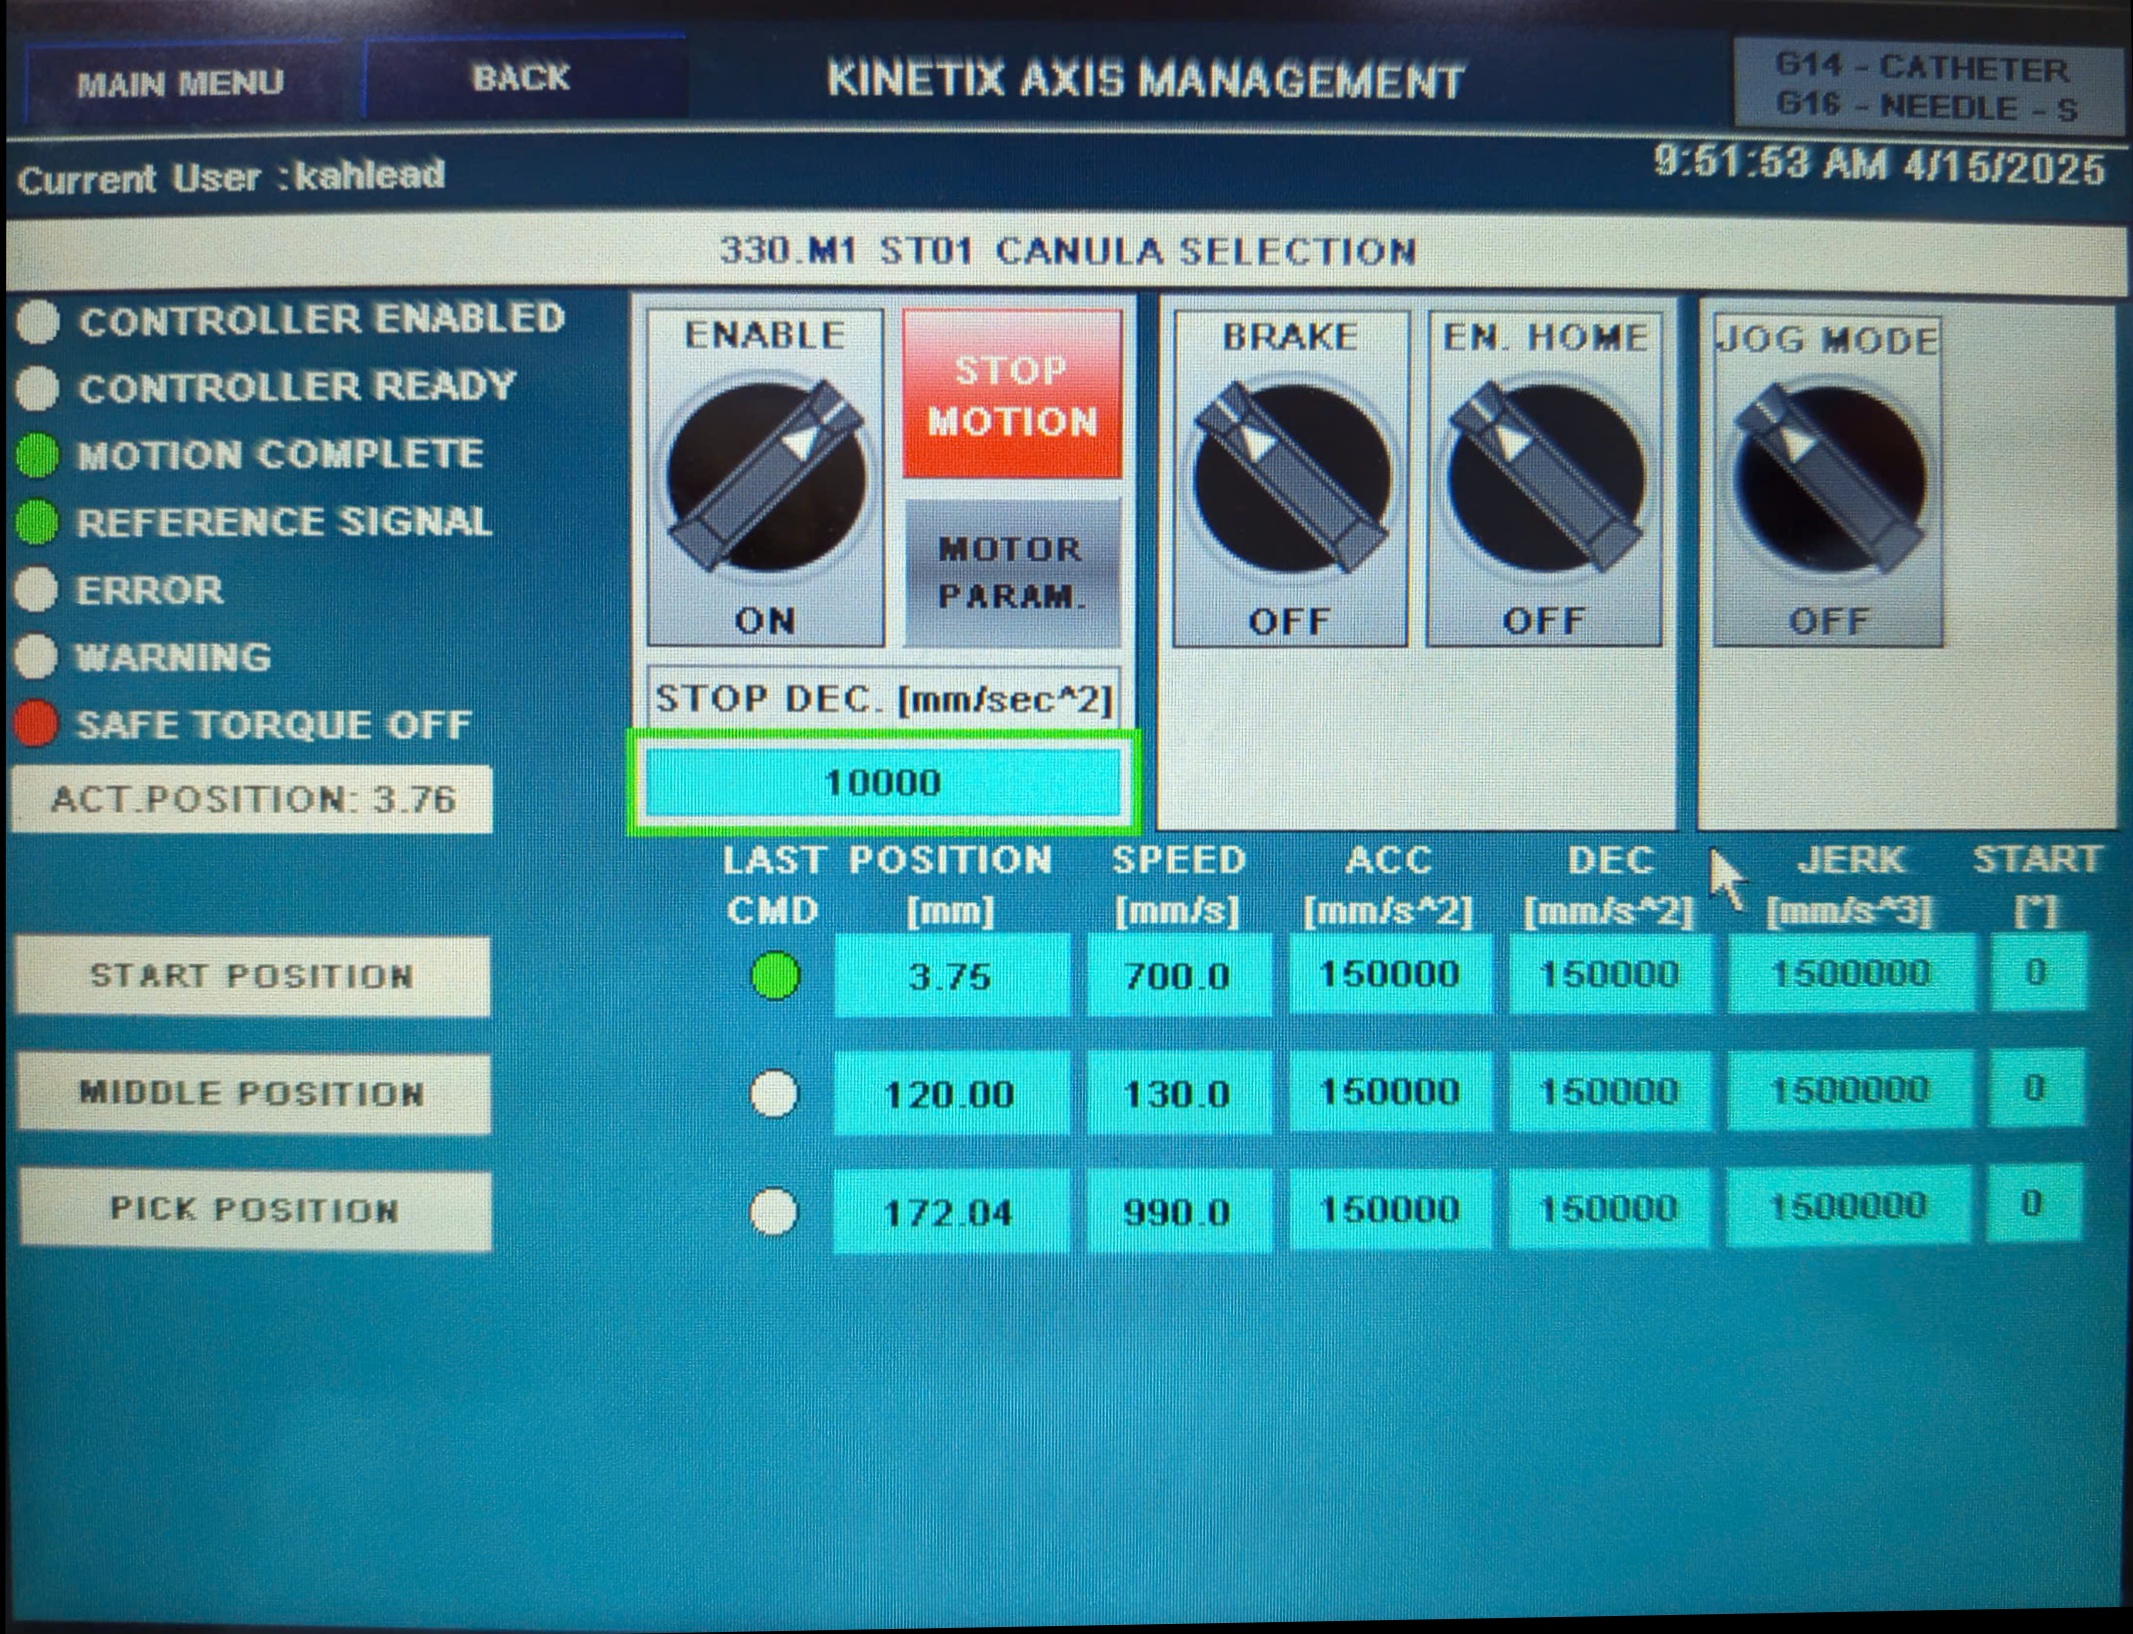 MAIN MENU
BACK
KINETIX AXIS MANAGEMENT
G14 - CATHETER
G16 - NEEDLE - S
Current User :kahlead
9:51:53 AM 4/15/2025
330.M1 ST01 CANULA SELECTION
CONTROLLER ENABLED
CONTROLLER READY
MOTION COMPLETE
REFERENCE SIGNAL
ERROR
WARNING
SAFE TORQUE OFF
ACT.POSITION: 3.76
ENABLE
ON
STOP
MOTION
MOTOR
PARAM.
STOP DEC. [mm/sec^2]
10000
BRAKE
OFF
EN. HOME
OFF
JOG MODE
OFF
LAST POSITION SPEED ACC DEC JERK START
CMD [mm] [mm/s] [mm/s^2] [mm/s^2] [mm/s^3] [°]
START POSITION 3.75 700.0 150000 150000 1500000 0
MIDDLE POSITION 120.00 130.0 150000 150000 1500000 0
PICK POSITION 172.04 990.0 150000 150000 1500000 0